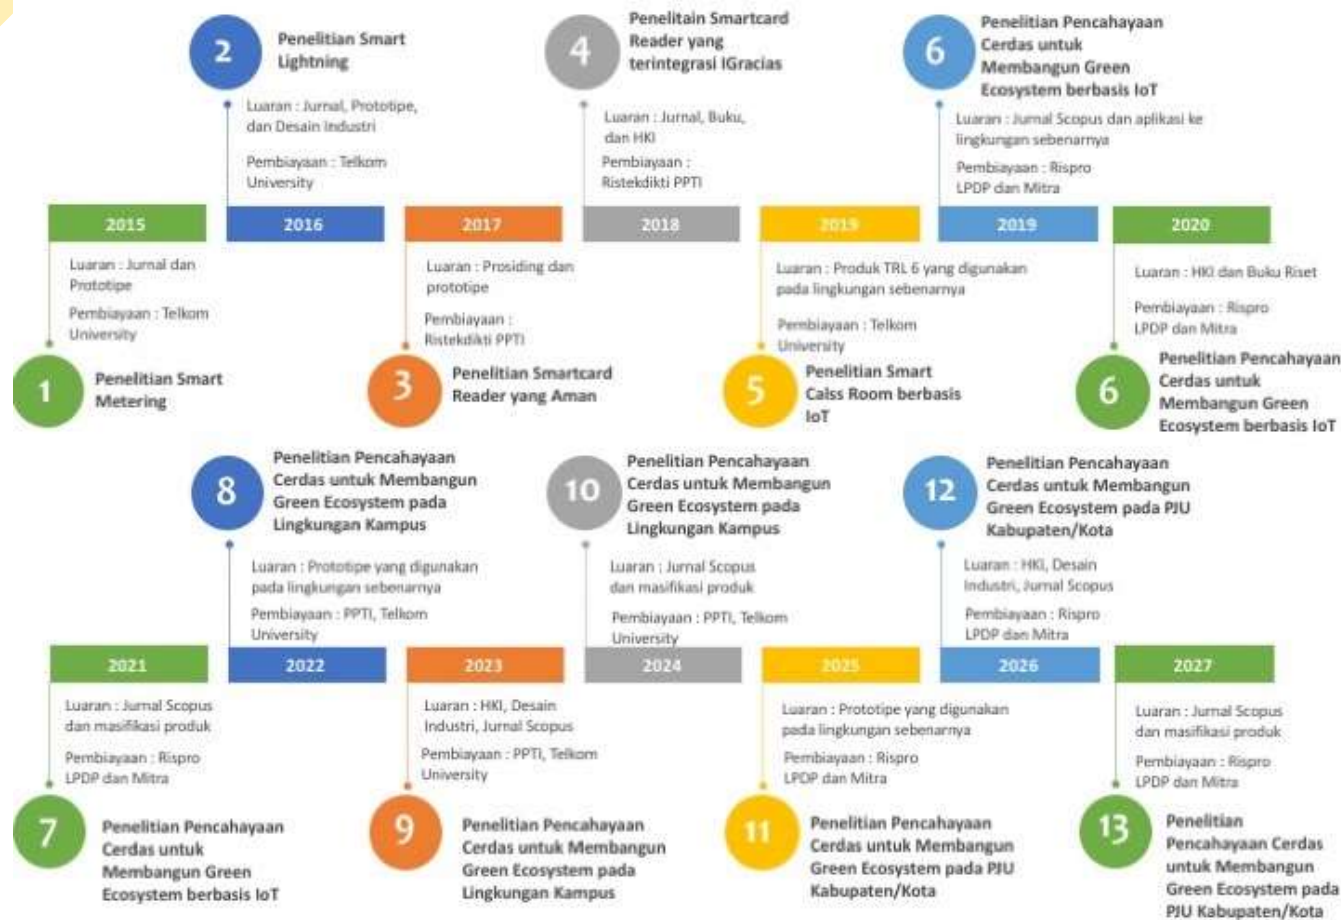 2
Penelitian Smart
Lightning
Luaran : Jurnal, Prototipe,
dan Desain Industri
Pembiayaan : Telkom
University
4
Penelitain Smartcard
Reader yang
terintegrasi IGracias
Luaran : Jurnal, Buku,
dan HKI
Pembiayaan :
Ristekdikti PPTI
6
Penelitian Pencahayaan
Cerdas untuk
Membangun Green
Ecosystem berbasis IoT
Luaran : Jurnal Scopus dan aplikasi ke
lingkungan sebenarnya
Pembiayaan : Rispro
LPDP dan Mitra
2015
2016
2017
2018
2019
2019
2020
Luaran : Jurnal dan
Prototipe
Pembiayaan : Telkom
University
1
Penelitian Smart
Metering
Luaran : Prosiding dan
prototipe
Pembiayaan :
Ristekdikti PPTI
3
Penelitian Smartcard
Reader yang Aman
Luaran : Produk TRL 6 yang digunakan
pada lingkungan sebenarnya
Pembiayaan : Telkom
University
5
Penelitian Smart
Calss Room berbasis
IoT
Luaran : HKI dan Buku Riset
Pembiayaan : Rispro
LPDP dan Mitra
6
Penelitian Pencahayaan
Cerdas untuk
Membangun Green
Ecosystem berbasis IoT
8
Penelitian Pencahayaan
Cerdas untuk Membangun
Green Ecosystem pada
Lingkungan Kampus
Luaran : Prototipe yang digunakan
pada lingkungan sebenarnya
Pembiayaan : PPTI, Telkom
University
10
Penelitian Pencahayaan
Cerdas untuk Membangun
Green Ecosystem pada
Lingkungan Kampus
Luaran : Jurnal Scopus
dan masifikasi produk
Pembiayaan : PPTI, Telkom
University
12
Penelitian Pencahayaan
Cerdas untuk Membangun
Green Ecosystem pada PJU
Kabupaten/Kota
Luaran : HKI, Desain
Industri, Jurnal Scopus
Pembiayaan : Rispro
LPDP dan Mitra
2021
2022
2023
2024
2025
2026
2027
Luaran : Jurnal Scopus
dan masifikasi produk
Pembiayaan : Rispro
LPDP dan Mitra
7
Penelitian Pencahayaan
Cerdas untuk
Membangun Green
Ecosystem berbasis IoT
Luaran : HKI, Desain
Industri, Jurnal Scopus
Pembiayaan : PPTI, Telkom
University
9
Penelitian Pencahayaan
Cerdas untuk Membangun
Green Ecosystem pada
Lingkungan Kampus
Luaran : Prototipe yang digunakan
pada lingkungan sebenarnya
Pembiayaan : Rispro
LPDP dan Mitra
11
Penelitian Pencahayaan
Cerdas untuk Membangun
Green Ecosystem pada PJU
Kabupaten/Kota
Luaran : Jurnal Scopus
dan masifikasi produk
Pembiayaan : Rispro
LPDP dan Mitra
13
Penelitian
Pencahayaan Cerdas
untuk Membangun
Green Ecosystem pada
PJU Kabupaten/Kota